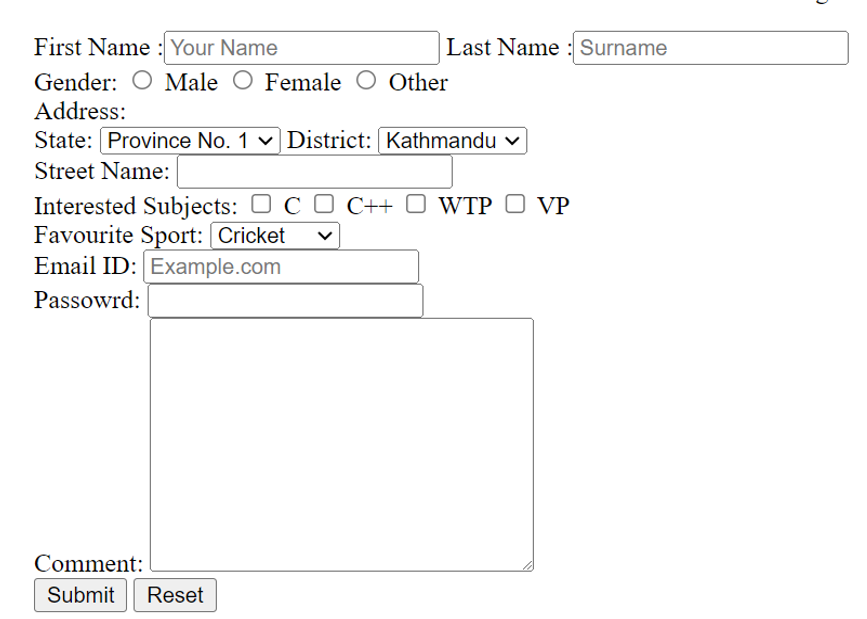 First Name : Your Name Last Name : Surname
Gender: Male Female Other
Address:
State: Province No. 1 District: Kathmandu
Street Name:
Interested Subjects: C C++ WTP VP
Favourite Sport: Cricket
Email ID: Example.com
Passowrd:
Comment:
Submit Reset